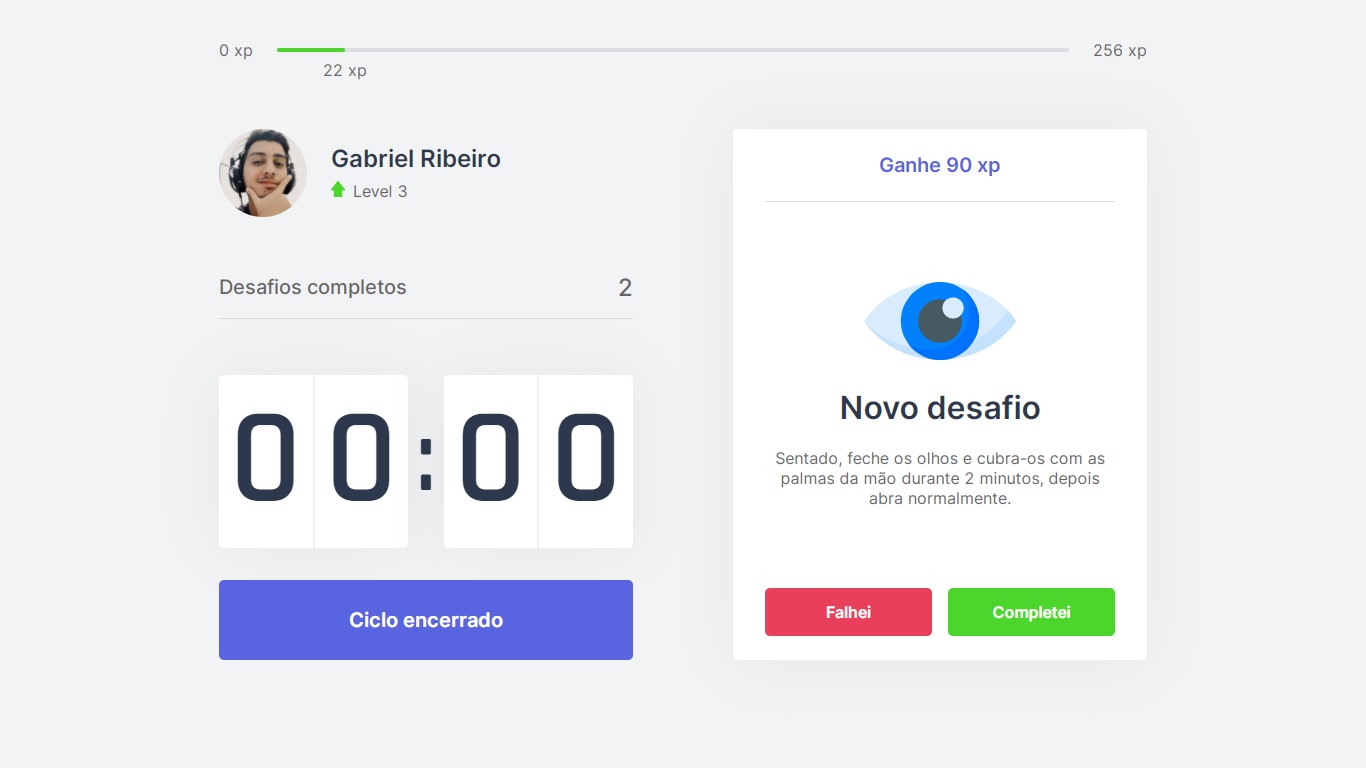 0 xp
256 xp
22 xp
Gabriel Ribeiro
Level 3
Desafios completos
2
00:00
Ciclo encerrado
Ganhe 90 xp
Novo desafio
Sentado, feche os olhos e cubra-os com as
palmas da mão durante 2 minutos, depois
abra normalmente.
Falhei
Completei